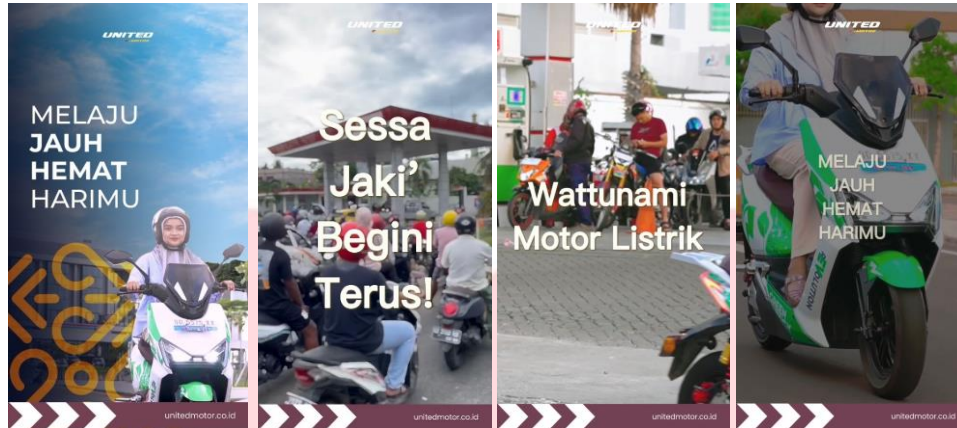 UNITED
MOTOR
MELAJU
JAUH
HEMAT
HARIMU
unitedmotor.co.id
UNITED
Sessa
Jaki'
Begini
Terus!
unitedmotor.co.id
UNITED
Wattunami
Motor Listrik
unitedmotor.co.id
UNITED
MELAJU
JAUH
HEMAT
HARIMU
unitedmotor.co.id